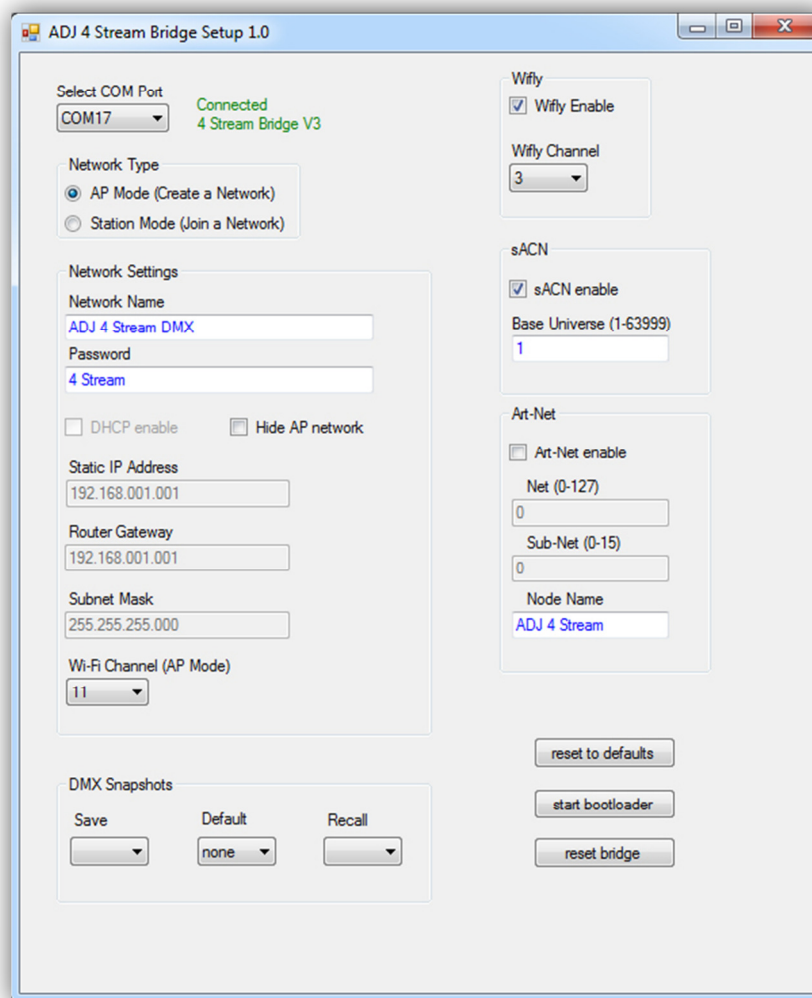 ADJ 4 Stream Bridge Setup 1.0
Select COM Port
COM17
Connected
4 Stream Bridge V3
Network Type
AP Mode (Create a Network)
Station Mode (Join a Network)
Network Settings
Network Name
ADJ 4 Stream DMX
Password
4 Stream
DHCP enable
Hide AP network
Static IP Address
192.168.001.001
Router Gateway
192.168.001.001
Subnet Mask
255.255.255.000
Wi-Fi Channel (AP Mode)
11
DMX Snapshots
Save
Default
Recall
none
Wifly
Wifly Enable
Wifly Channel
3
sACN
sACN enable
Base Universe (1-63999)
1
Art-Net
Art-Net enable
Net (0-127)
0
Sub-Net (0-15)
0
Node Name
ADJ 4 Stream
reset to defaults
start bootloader
reset bridge